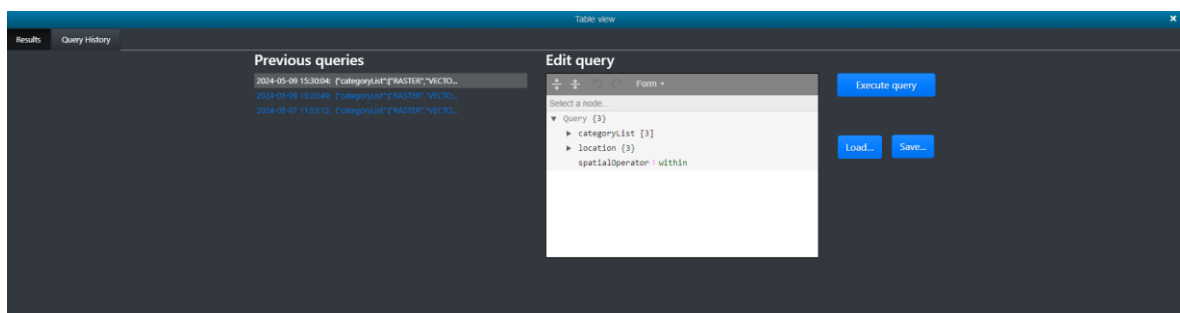 Table view
Results Query History
Previous queries
2024-05-09 15:30:04: {"categoryList":["RASTER","VECTO...
2024-05-09 15:20:49: {"categoryList":["RASTER","VECTO...
2024-05-07 11:53:12: {"categoryList":["RASTER","VECTO...
Edit query
Form
Select a node...
Query {3}
categoryList [3]
location {3}
spatialOperator : within
Execute query
Load... Save...